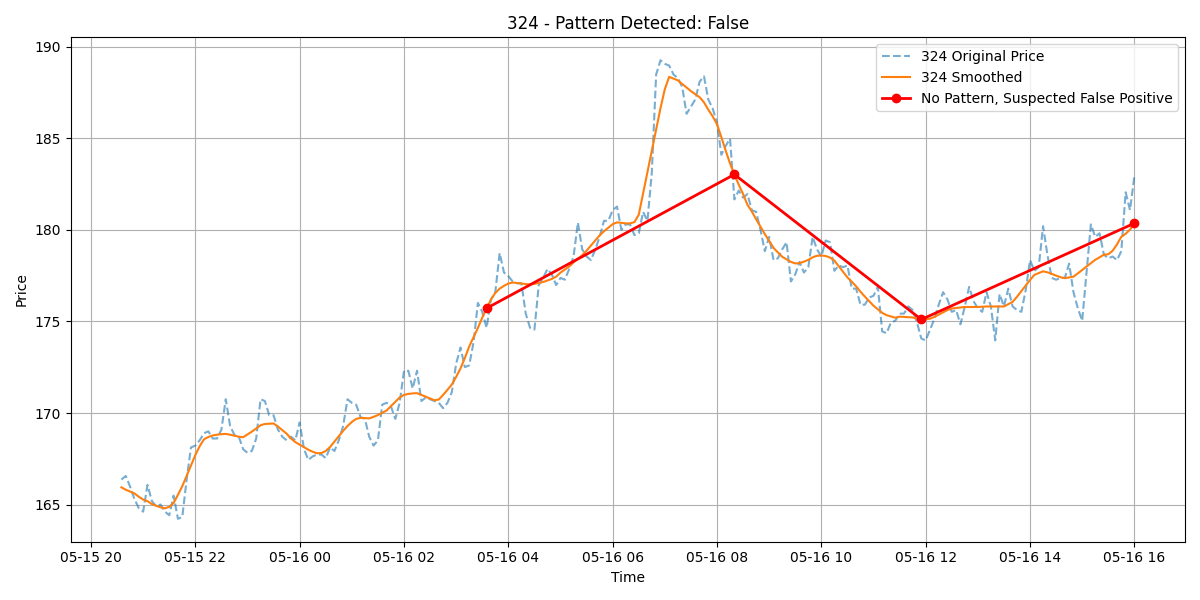 324 - Pattern Detected: False
324 Original Price
324 Smoothed
No Pattern, Suspected False Positive
Price
190
185
180
175
170
165
05-15 20
05-15 22
05-16 00
05-16 02
05-16 04
05-16 06
05-16 08
05-16 10
05-16 12
05-16 14
05-16 16
Time